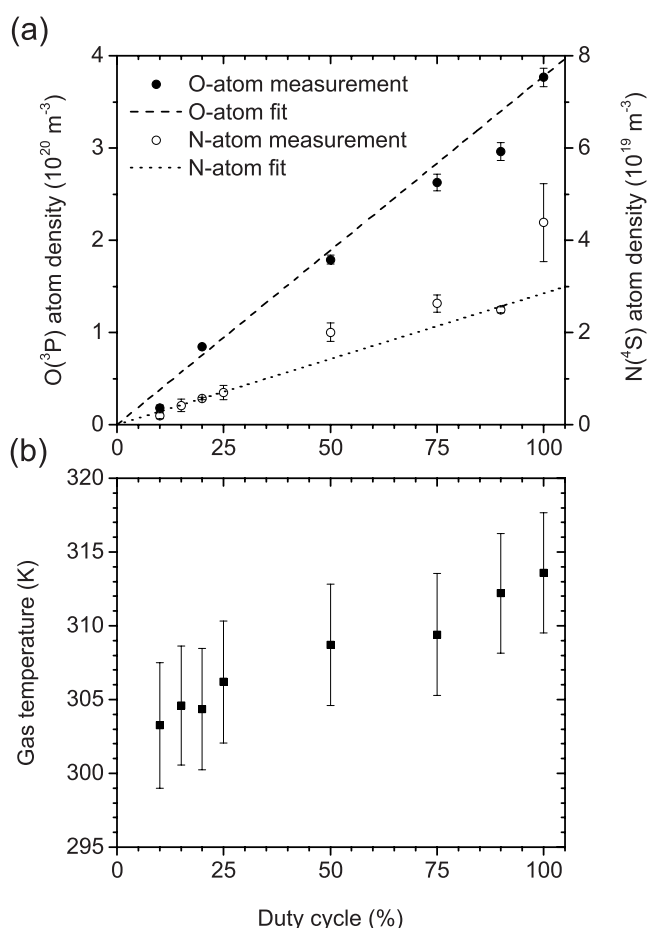 (a)
4
3
2
1
0
8
6
4
2
0
O(³P) atom density (10²⁰ m⁻³)
N(⁴S) atom density (10¹⁹ m⁻³)
O-atom measurement
O-atom fit
N-atom measurement
N-atom fit
0 25 50 75 100
(b)
320
315
310
305
300
295
Gas temperature (K)
0 25 50 75 100
Duty cycle (%)